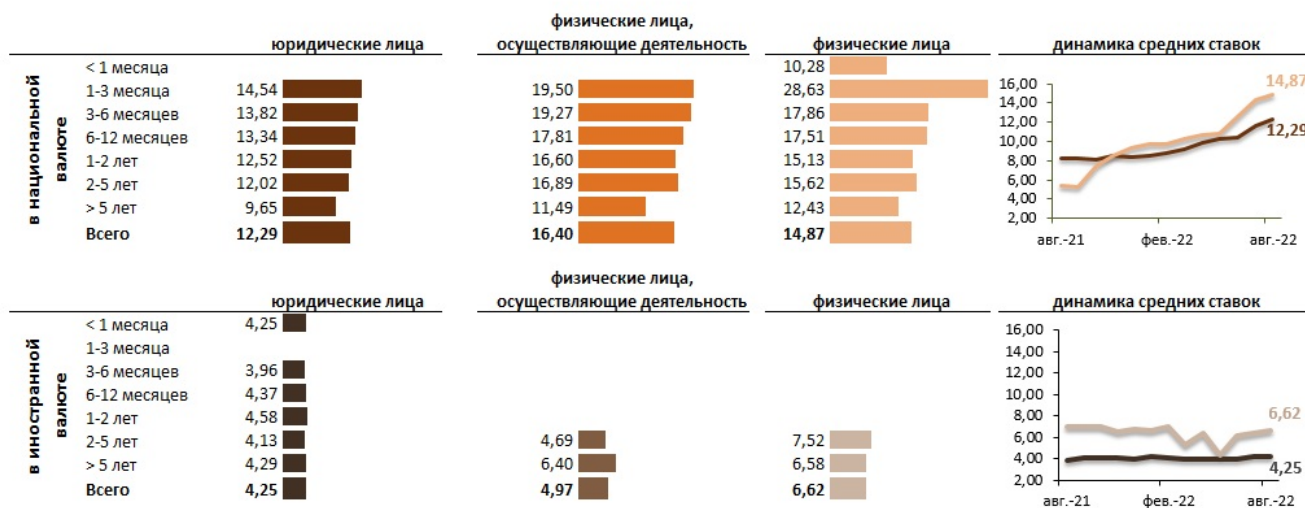 физические лица,
юридические лица осуществляющие деятельность физические лица динамика средних ставок
в национальной
валюте
< 1 месяца 10,28
1-3 месяца 14,54 19,50 28,63
3-6 месяцев 13,82 19,27 17,86
6-12 месяцев 13,34 17,81 17,51
1-2 лет 12,52 16,60 15,13
2-5 лет 12,02 16,89 15,62
> 5 лет 9,65 11,49 12,43
Всего 12,29 16,40 14,87
16,00
14,00
12,00
10,00
8,00
6,00
4,00
2,00
14,87
12,29
авг.-21 фев.-22 авг.-22
физические лица,
юридические лица осуществляющие деятельность физические лица динамика средних ставок
в иностранной
валюте
< 1 месяца 4,25
1-3 месяца
3-6 месяцев 3,96
6-12 месяцев 4,37
1-2 лет 4,58
2-5 лет 4,13 4,69 7,52
> 5 лет 4,29 6,40 6,58
Всего 4,25 4,97 6,62
16,00
14,00
12,00
10,00
8,00
6,00
4,00
2,00
6,62
4,25
авг.-21 фев.-22 авг.-22